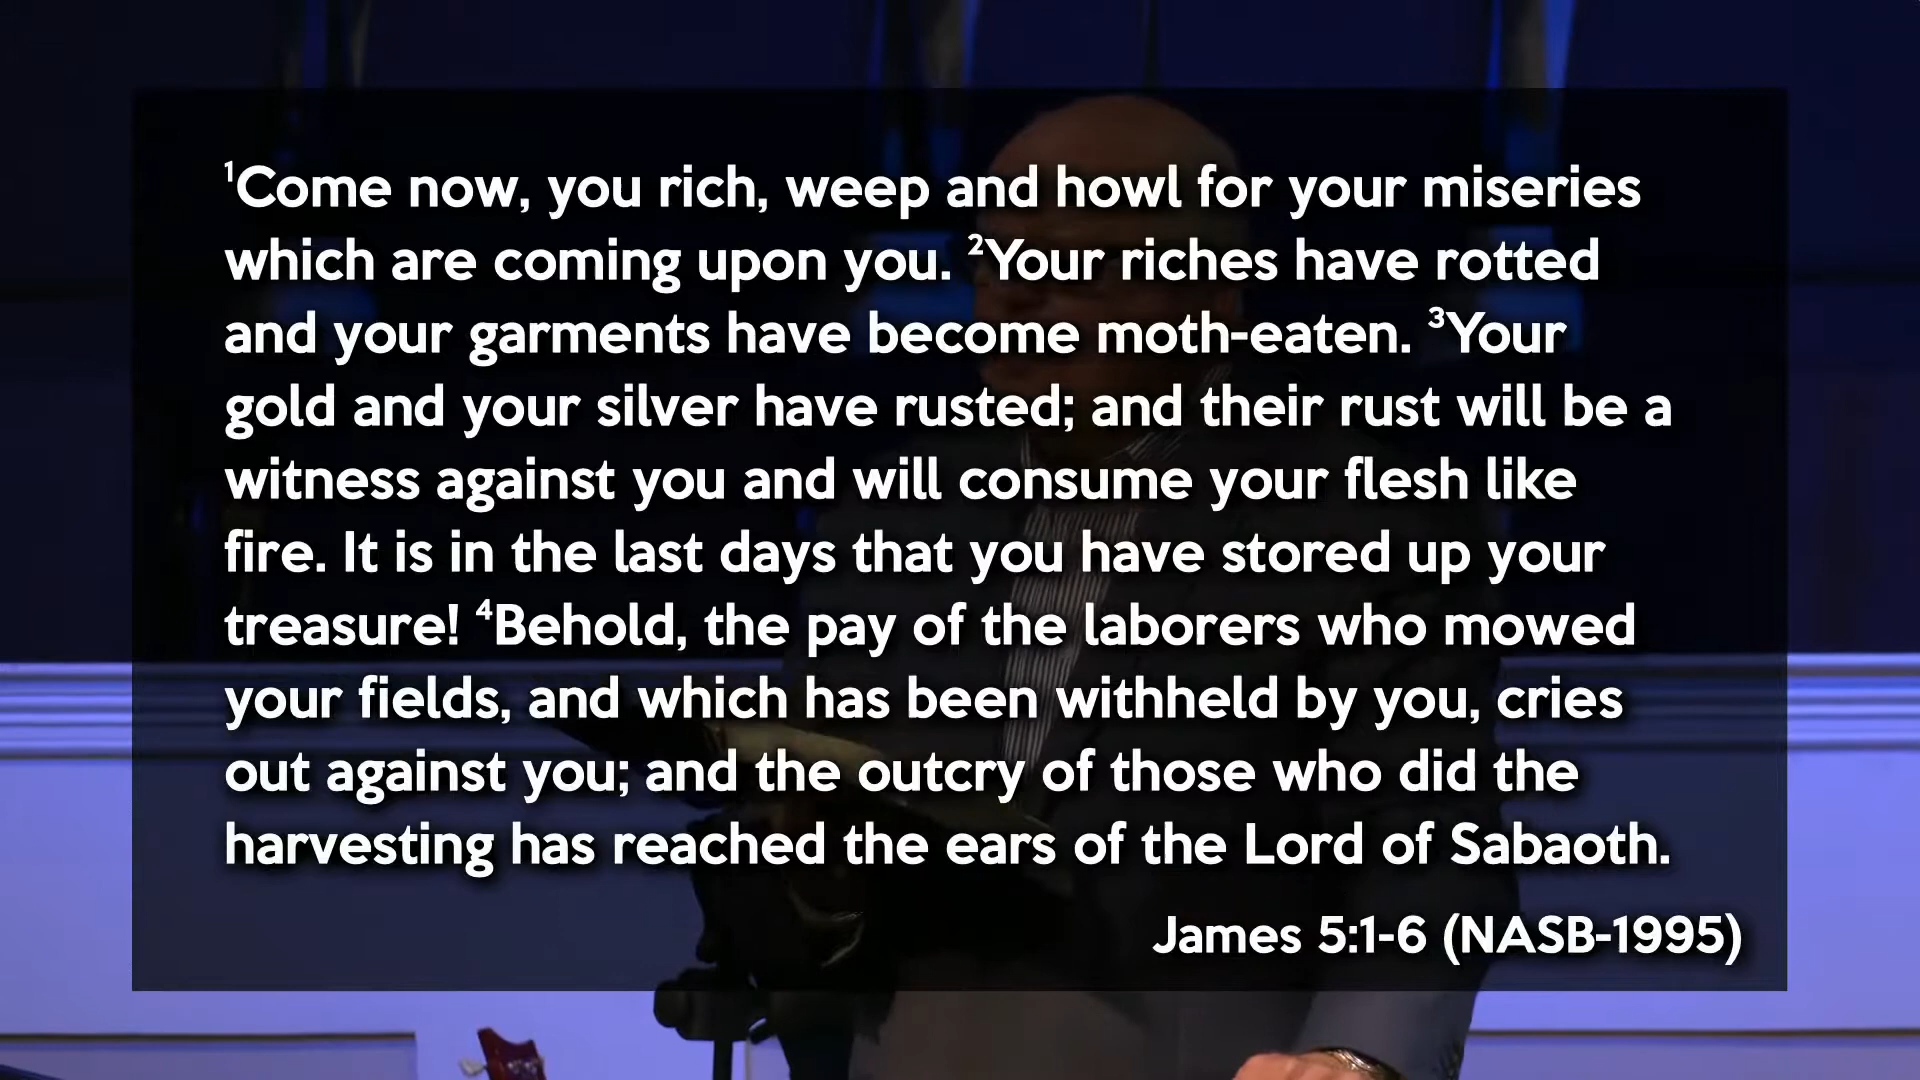 ¹Come now, you rich, weep and howl for your miseries
which are coming upon you. ²Your riches have rotted
and your garments have become moth-eaten. ³Your
gold and your silver have rusted; and their rust will be a
witness against you and will consume your flesh like
fire. It is in the last days that you have stored up your
treasure! ⁴Behold, the pay of the laborers who mowed
your fields, and which has been withheld by you, cries
out against you; and the outcry of those who did the
harvesting has reached the ears of the Lord of Sabaoth.
James 5:1-6 (NASB-1995)